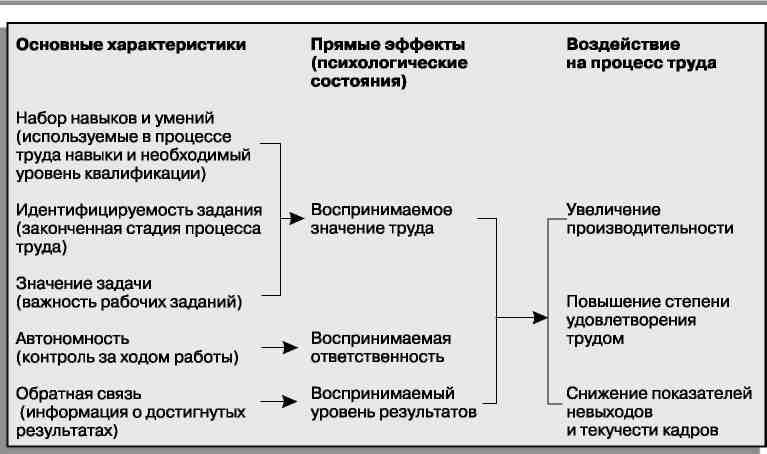 Основные характеристики
Прямые эффекты
(психологические
состояния)
Воздействие
на процесс труда
Набор навыков и умений
(используемые в процессе
труда навыки и необходимый
уровень квалификации)
Идентифицируемость задания
(законченная стадия процесса
труда)
Значение задачи
(важность рабочих заданий)
Автономность
(контроль за ходом работы)
Обратная связь
(информация о достигнутых
результатах)
Воспринимаемое
значение труда
Воспринимаемая
ответственность
Воспринимаемый
уровень результатов
Увеличение
производительности
Повышение степени
удовлетворения
трудом
Снижение показателей
невыходов
и текучести кадров